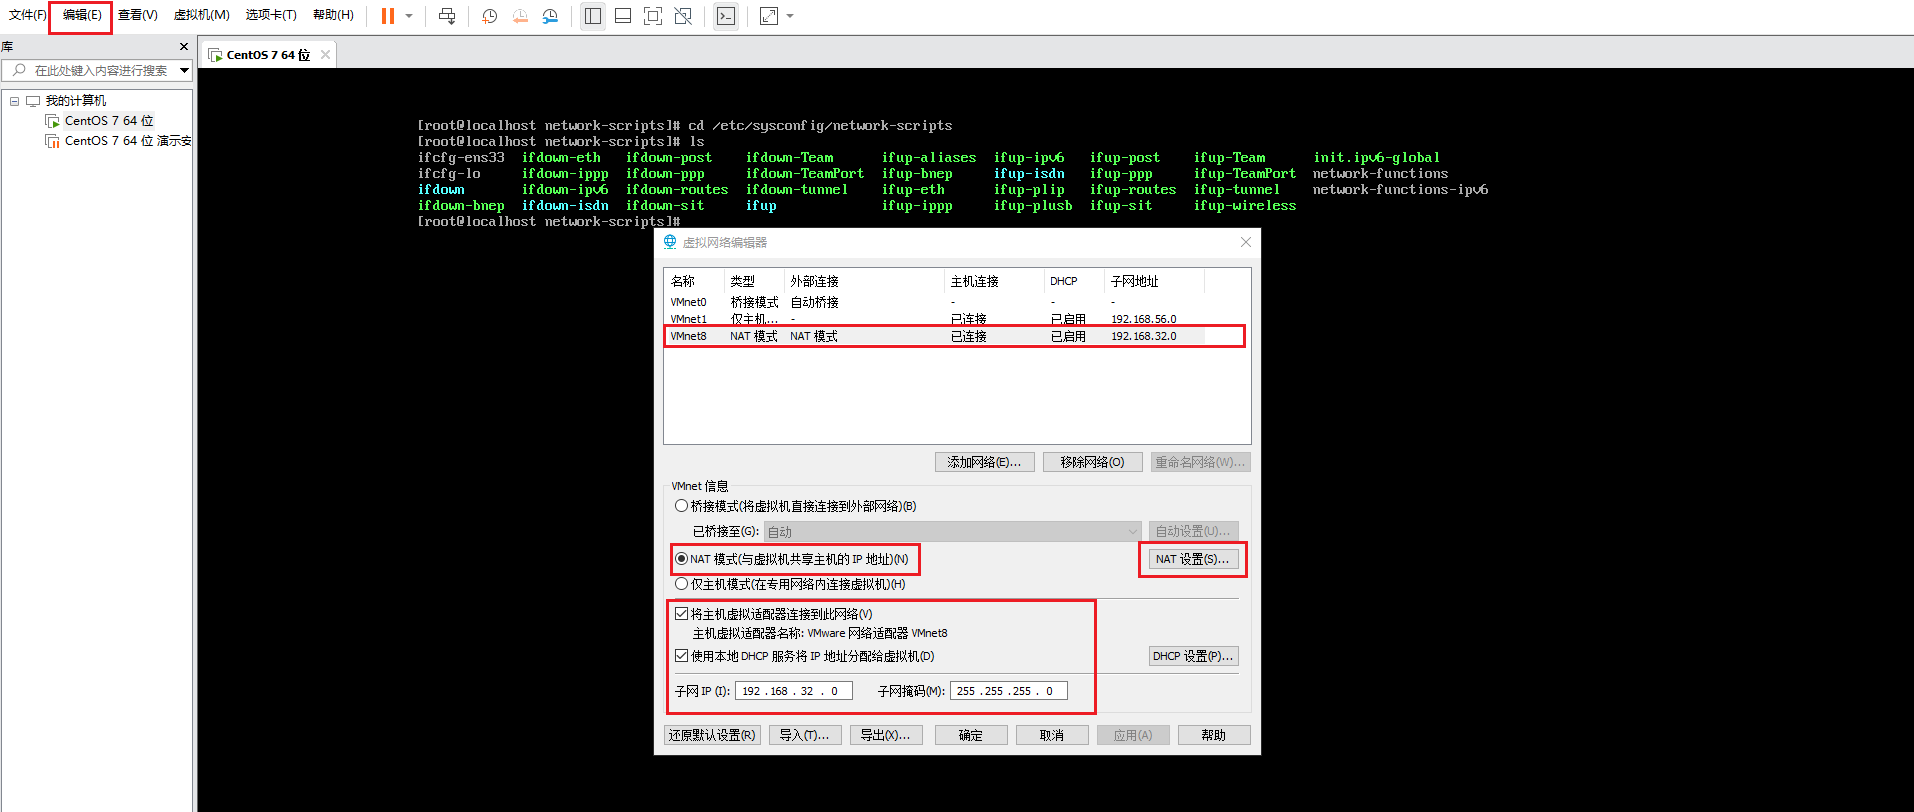 文件(F) 编辑(E) 查看(V) 虚拟机(M) 选项卡(T) 帮助(H)
库
在此处键入内容进行搜索
我的计算机
CentOS 7 64 位
CentOS 7 64 位 演示安
CentOS 7 64 位
[root@localhost network-scripts]# cd /etc/sysconfig/network-scripts
[root@localhost network-scripts]# ls
ifcfg-ens33 ifdown-eth ifdown-post ifdown-Team ifup-aliases ifup-ipv6 ifup-post ifup-Team init.ipv6-global
ifcfg-lo ifdown-ippp ifdown-ppp ifdown-TeamPort ifup-bnep ifup-isdn ifup-ppp ifup-TeamPort network-functions
ifdown ifdown-ipv6 ifdown-routes ifdown-tunnel ifup-eth ifup-plip ifup-routes ifup-tunnel network-functions-ipv6
ifdown-bnep ifdown-isdn ifdown-sit ifup ifup-ippp ifup-plusb ifup-sit ifup-wireless
[root@localhost network-scripts]#
虚拟网络编辑器
名称 类型 外部连接 主机连接 DHCP 子网地址
VMnet0 桥接模式 自动桥接 - - -
VMnet1 仅主机... - 已连接 已启用 192.168.56.0
VMnet8 NAT 模式 NAT 模式 已连接 已启用 192.168.32.0
添加网络(E)... 移除网络(O) 重命名网络(W)...
VMnet 信息
桥接模式(将虚拟机直接连接到外部网络)(B)
已桥接至(G): 自动 自动设置(U)...
NAT 模式(与虚拟机共享主机的 IP 地址)(N) NAT 设置(S)...
仅主机模式(在专用网络内连接虚拟机)(H)
将主机虚拟适配器连接到此网络(V)
主机虚拟适配器名称: VMware 网络适配器 VMnet8
使用本地 DHCP 服务将 IP 地址分配给虚拟机(D) DHCP 设置(P)...
子网 IP (I): 192 . 168 . 32 . 0 子网掩码(M): 255 . 255 . 255 . 0
还原默认设置(R) 导入(T)... 导出(X)... 确定 取消 应用(A) 帮助